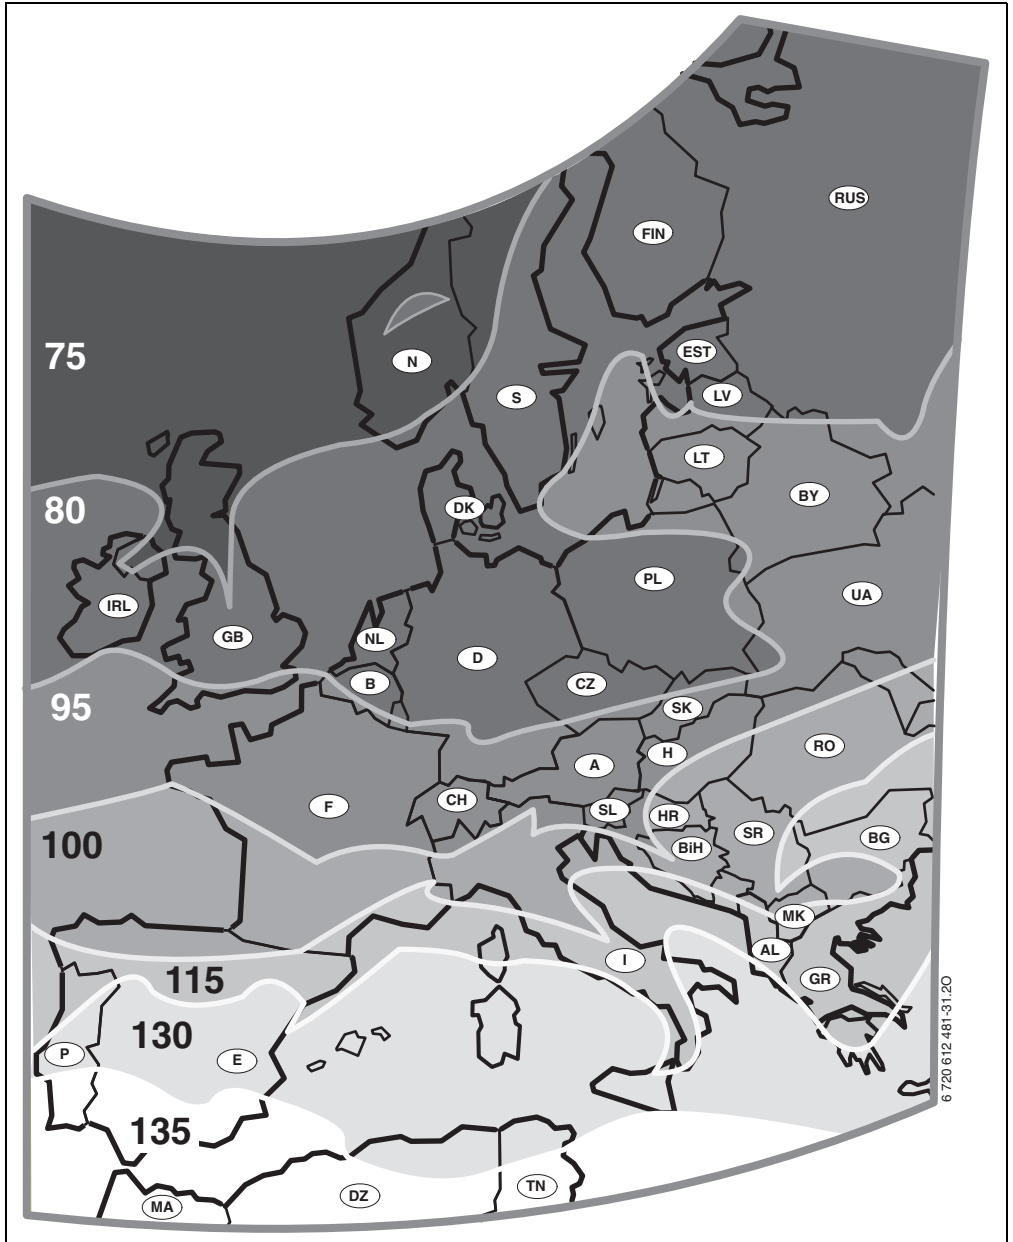 RUS
FIN
75
N
EST
S
LV
LT
80
BY
DK
PL
UA
IRL
GB
NL
D
B
CZ
95
SK
RO
H
A
CH
F
SL
HR
SR
BG
100
BiH
MK
AL
I
GR
115
130
P
E
135
DZ
TN
MA
6 720 612 481-31.2O